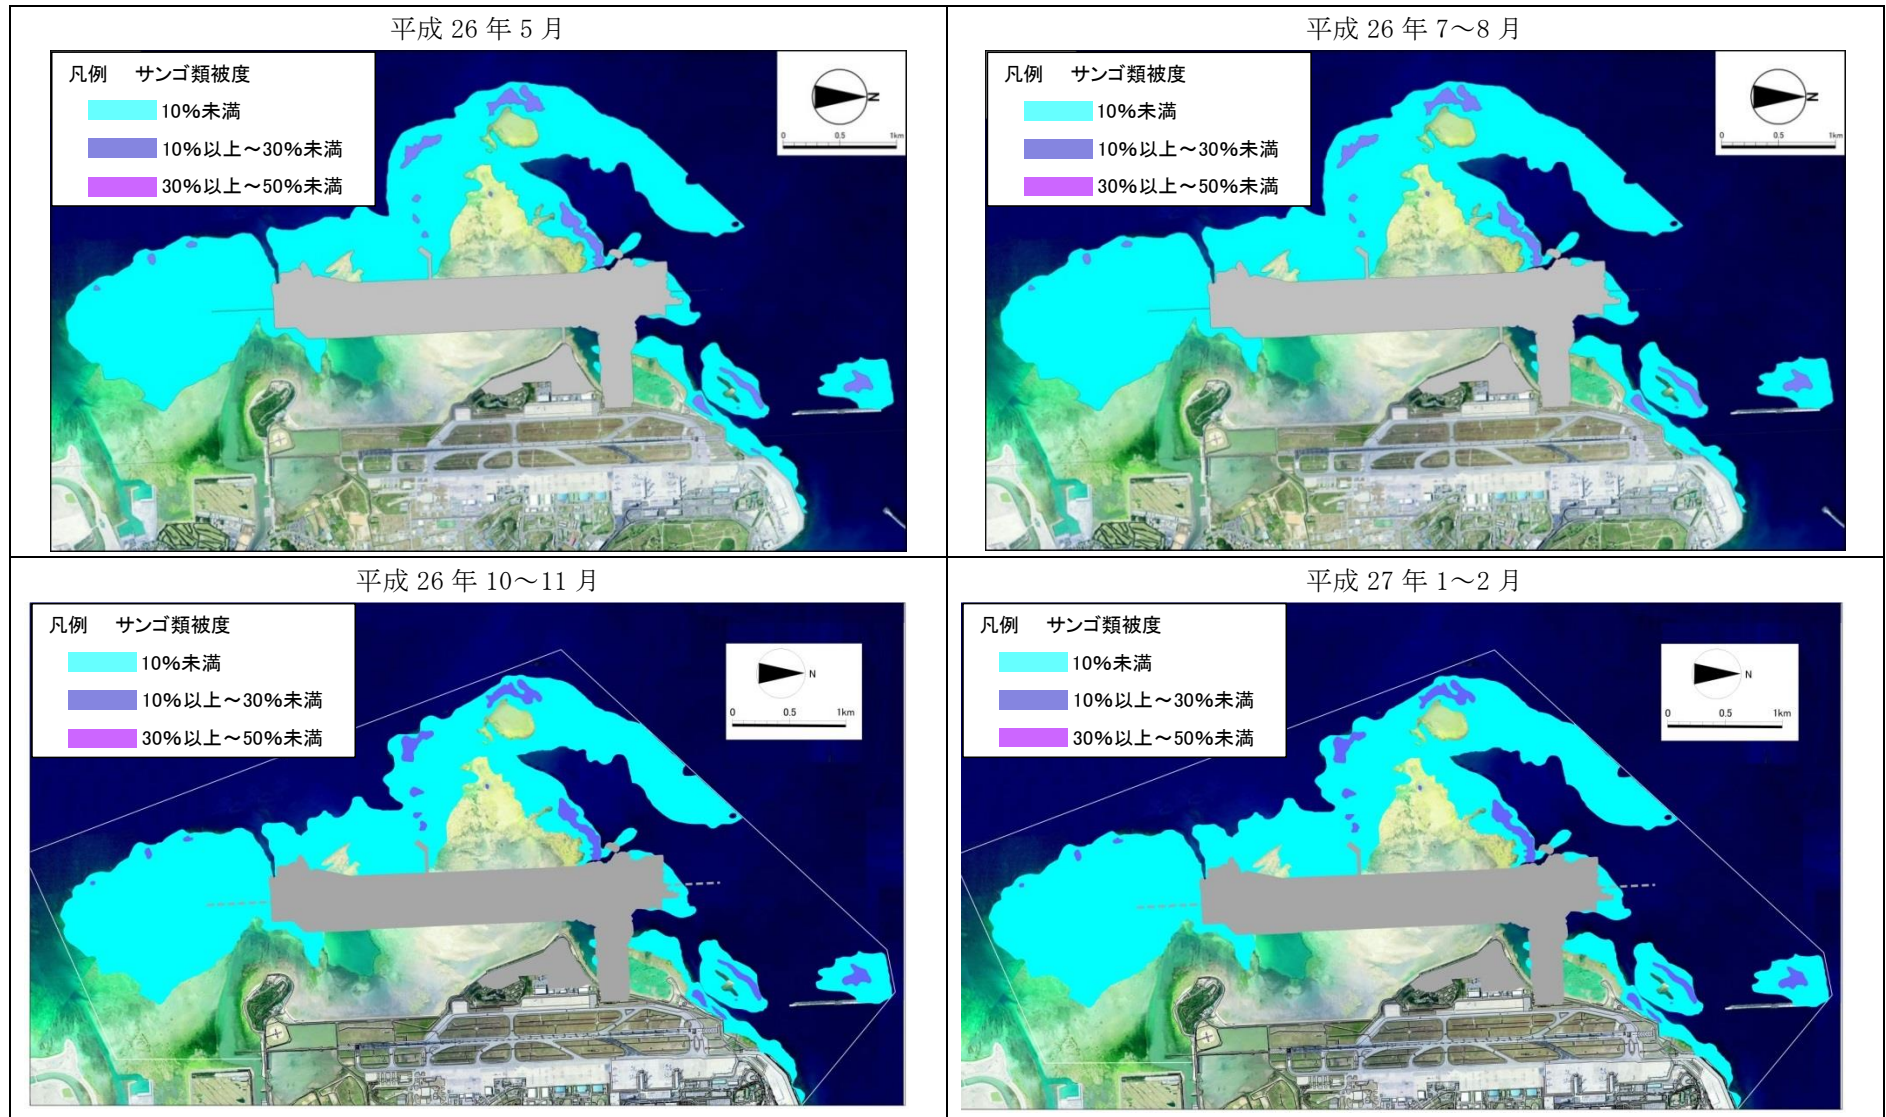 平成 26 年 5 月
凡例 サンゴ類被度
10%未満
10%以上～30%未満
30%以上～50%未満
N
0 0.5 1km
平成 26 年 7～8 月
凡例 サンゴ類被度
10%未満
10%以上～30%未満
30%以上～50%未満
N
0 0.5 1km
平成 26 年 10～11 月
凡例 サンゴ類被度
10%未満
10%以上～30%未満
30%以上～50%未満
N
0 0.5 1km
平成 27 年 1～2 月
凡例 サンゴ類被度
10%未満
10%以上～30%未満
30%以上～50%未満
N
0 0.5 1km